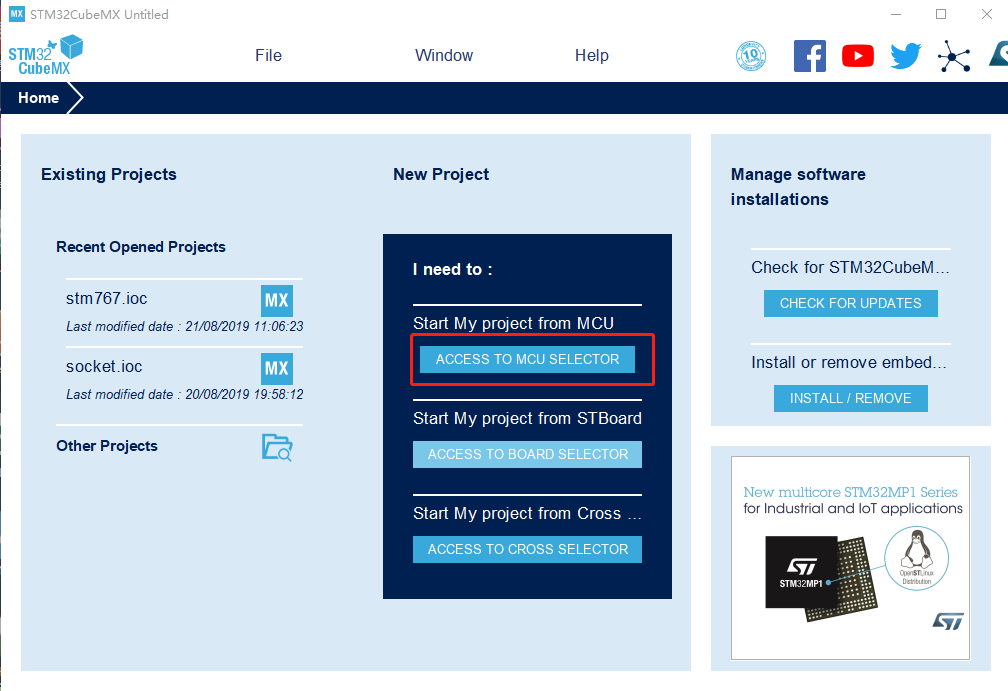 MX STM32CubeMX Untitled
STM32
CubeMX
File
Window
Help
10
Home
Existing Projects
Recent Opened Projects
stm767.ioc
MX
Last modified date : 21/08/2019 11:06:23
socket.ioc
MX
Last modified date : 20/08/2019 19:58:12
Other Projects
New Project
I need to :
Start My project from MCU
ACCESS TO MCU SELECTOR
Start My project from STBoard
ACCESS TO BOARD SELECTOR
Start My project from Cross ...
ACCESS TO CROSS SELECTOR
Manage software
installations
Check for STM32CubeM...
CHECK FOR UPDATES
Install or remove embed...
INSTALL / REMOVE
New multicore STM32MP1 Series
for Industrial and IoT applications
ST
STM32MP1
OpenSTLinux
Distribution
ST